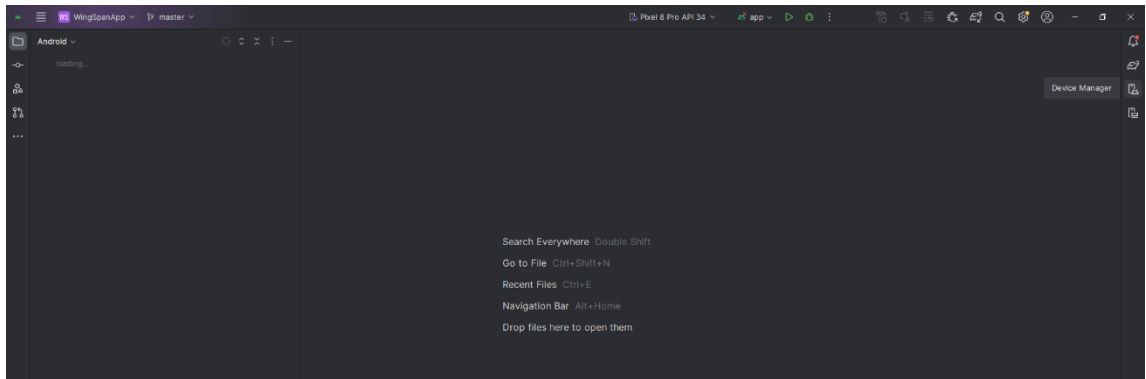 WS WingSpanApp master Pixel 8 Pro API 34 app
Android
loading...
Device Manager
Search Everywhere Double Shift
Go to File Ctrl+Shift+N
Recent Files Ctrl+E
Navigation Bar Alt+Home
Drop files here to open them